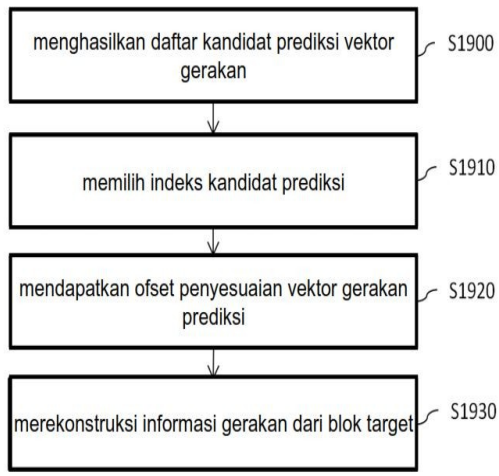 menghasilkan daftar kandidat prediksi vektor
gerakan
S1900
memilih indeks kandidat prediksi
S1910
mendapatkan ofset penyesuaian vektor gerakan
prediksi
S1920
merekonstruksi informasi gerakan dari blok target
S1930